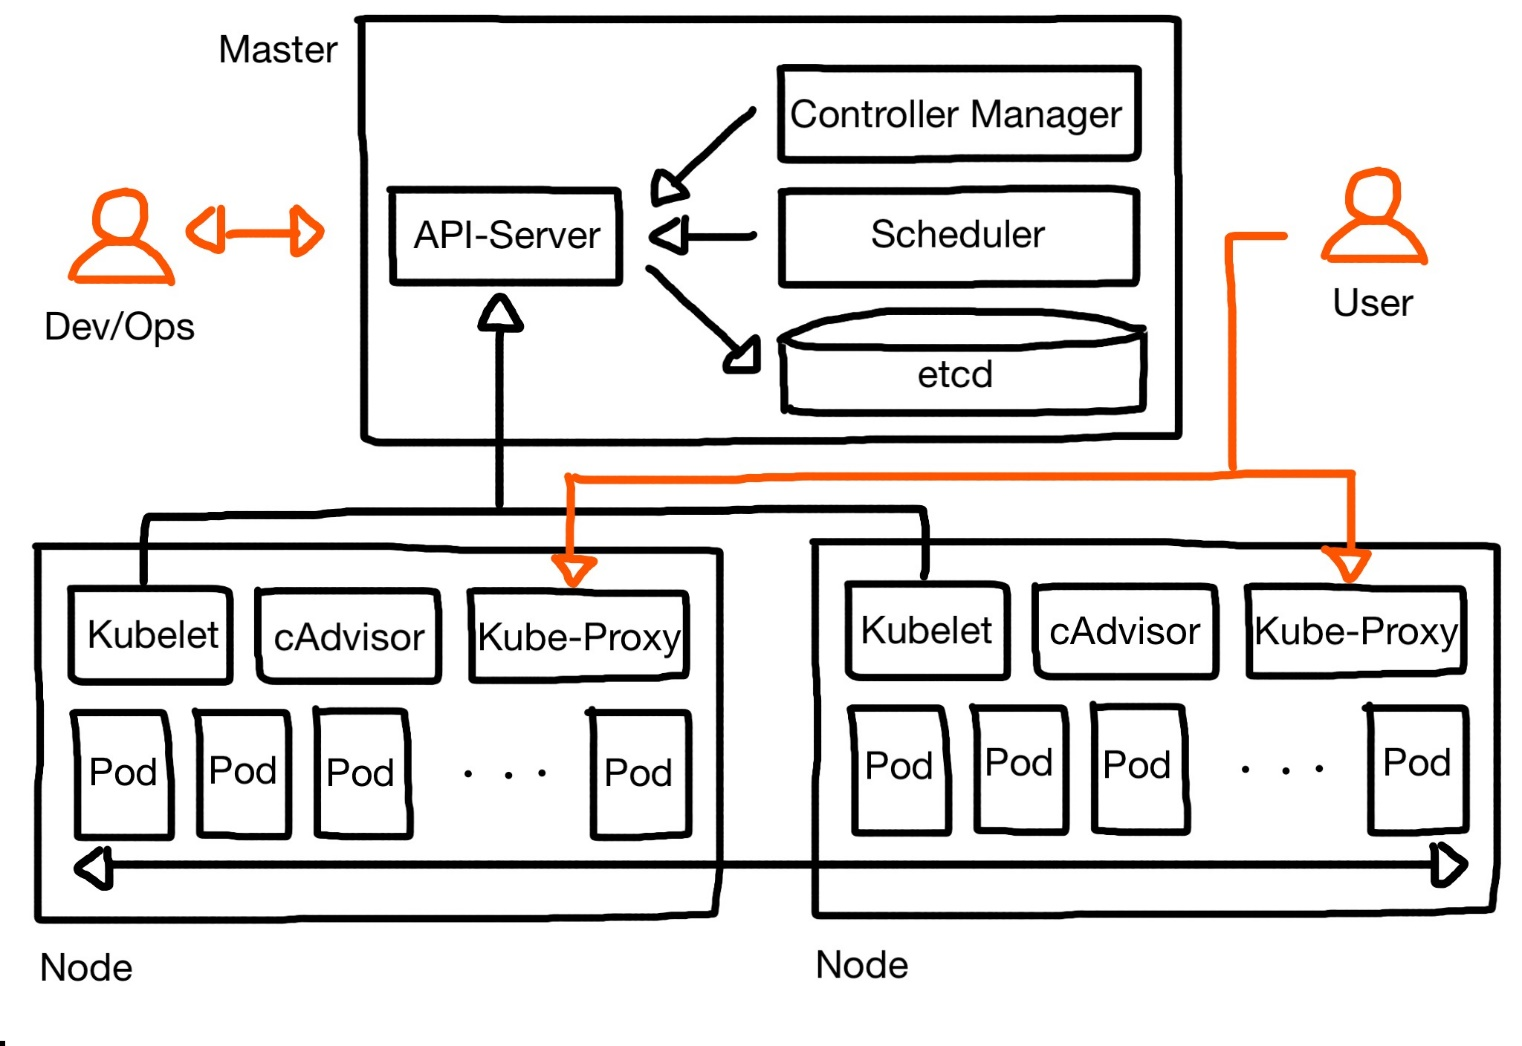 Master
Controller Manager
API-Server
Scheduler
etcd
Dev/Ops
User
Kubelet
cAdvisor
Kube-Proxy
Pod
Pod
Pod
. . .
Pod
Node
Kubelet
cAdvisor
Kube-Proxy
Pod
Pod
Pod
. . .
Pod
Node